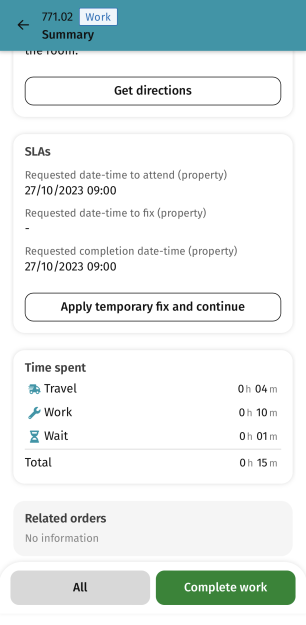 771.02 Work
Summary
the room.
Get directions
SLAs
Requested date-time to attend (property)
27/10/2023 09:00
Requested date-time to fix (property)
-
Requested completion date-time (property)
27/10/2023 09:00
Apply temporary fix and continue
Time spent
Travel 0 h 04 m
Work 0 h 10 m
Wait 0 h 01 m
Total 0 h 15 m
Related orders
No information
All Complete work